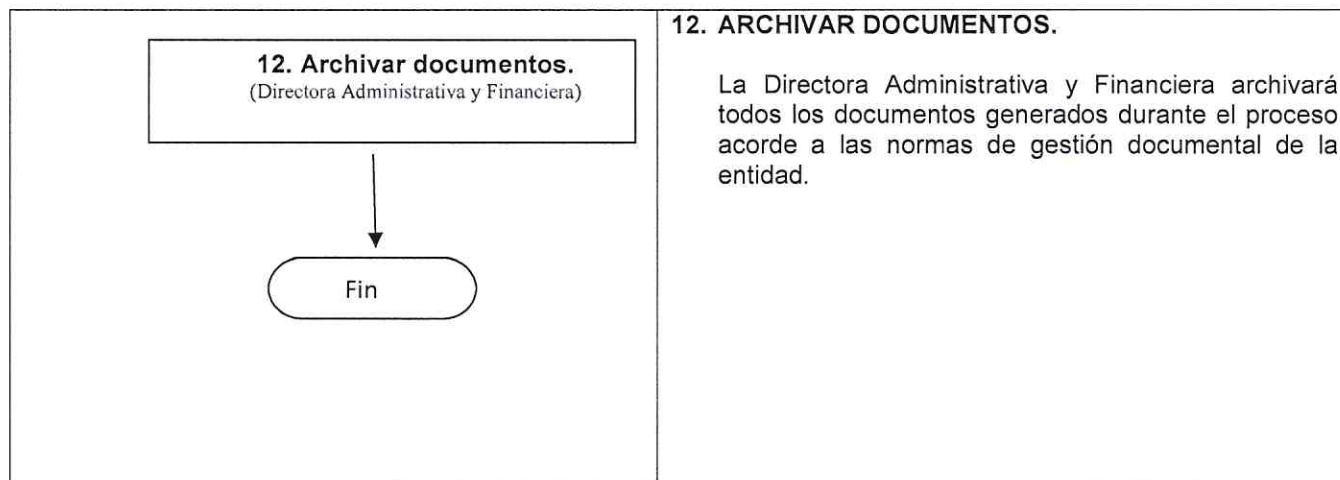 12. Archivar documentos.
(Directora Administrativa y Financiera)
Fin
12. ARCHIVAR DOCUMENTOS.
La Directora Administrativa y Financiera archivará
todos los documentos generados durante el proceso
acorde a las normas de gestión documental de la
entidad.